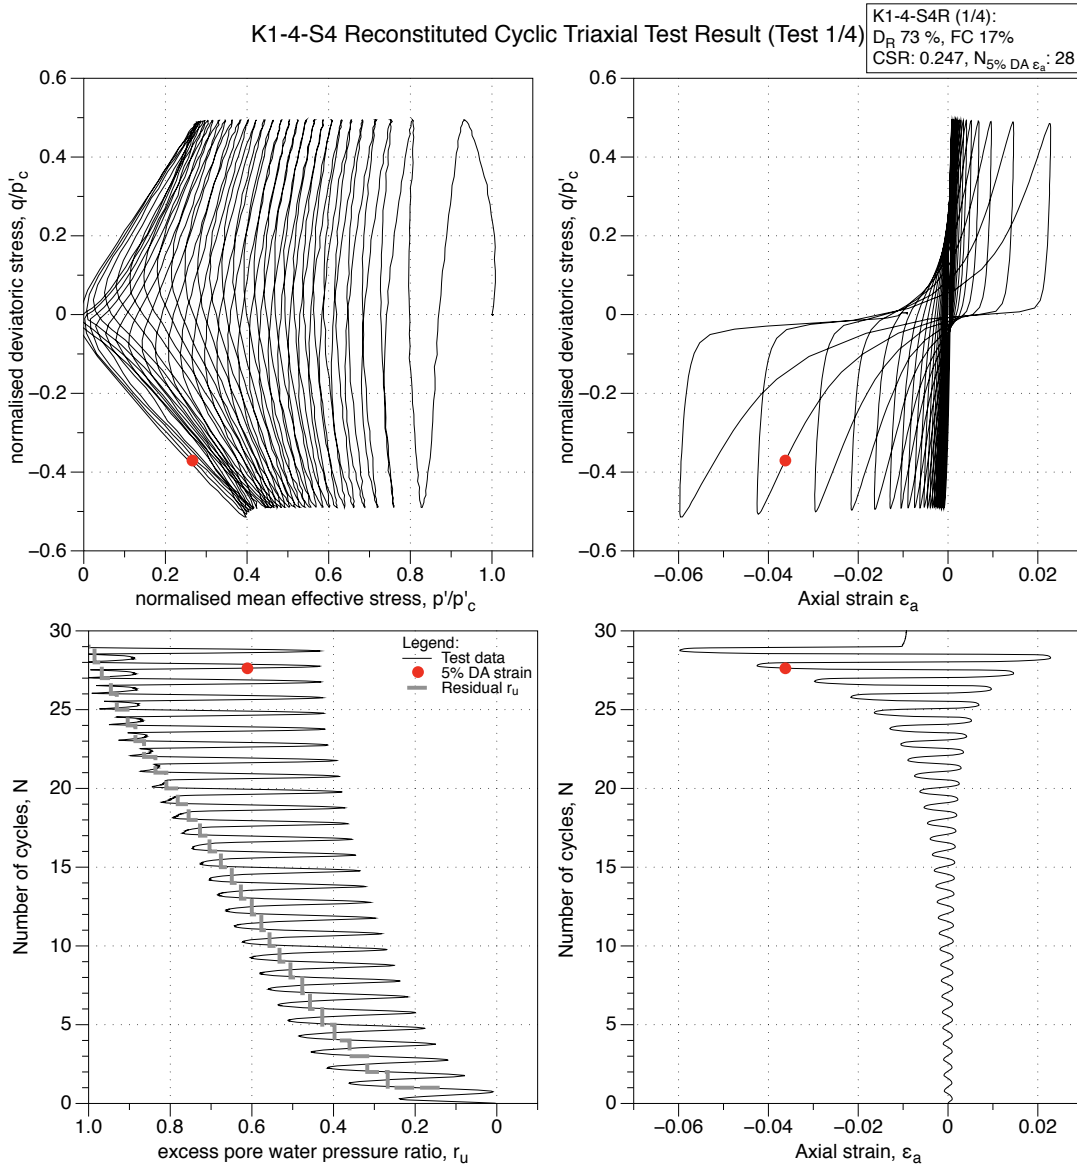 K1-4-S4 Reconstituted Cyclic Triaxial Test Result (Test 1/4)
K1-4-S4R (1/4):
D_R 73 %, FC 17%
CSR: 0.247, N_5% DA ε_a: 28
0.6
0.4
0.2
0
−0.2
−0.4
−0.6
normalised deviatoric stress, q/p'_c
0 0.2 0.4 0.6 0.8 1.0
normalised mean effective stress, p'/p'_c
0.6
0.4
0.2
0
−0.2
−0.4
−0.6
normalised deviatoric stress, q/p'_c
−0.06 −0.04 −0.02 0 0.02
Axial strain ε_a
30
25
20
15
10
5
0
Number of cycles, N
Legend:
Test data
5% DA strain
Residual r_u
1.0 0.8 0.6 0.4 0.2 0
excess pore water pressure ratio, r_u
30
25
20
15
10
5
0
Number of cycles, N
−0.06 −0.04 −0.02 0 0.02
Axial strain, ε_a